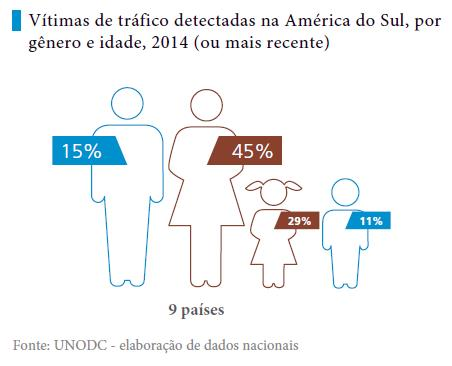 Vítimas de tráfico detectadas na América do Sul, por
gênero e idade, 2014 (ou mais recente)
15%
45%
29%
11%
9 países
Fonte: UNODC - elaboração de dados nacionais